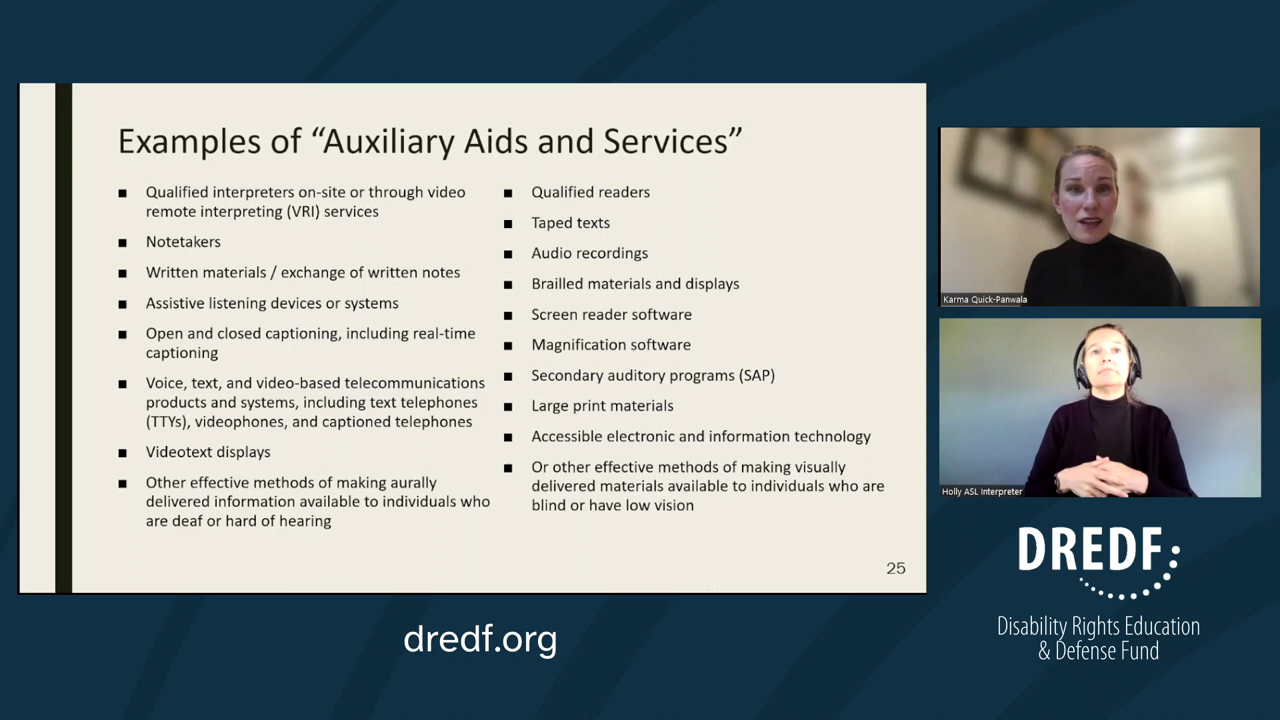 Examples of “Auxiliary Aids and Services”
■ Qualified interpreters on-site or through video
remote interpreting (VRI) services
■ Notetakers
■ Written materials / exchange of written notes
■ Assistive listening devices or systems
■ Open and closed captioning, including real-time
captioning
■ Voice, text, and video-based telecommunications
products and systems, including text telephones
(TTYs), videophones, and captioned telephones
■ Videotext displays
■ Other effective methods of making aurally
delivered information available to individuals who
are deaf or hard of hearing
■ Qualified readers
■ Taped texts
■ Audio recordings
■ Brailled materials and displays
■ Screen reader software
■ Magnification software
■ Secondary auditory programs (SAP)
■ Large print materials
■ Accessible electronic and information technology
■ Or other effective methods of making visually
delivered materials available to individuals who are
blind or have low vision
25
Karma Quick-Panwala
Holly ASL Interpreter
DREDF
Disability Rights Education
& Defense Fund
dredf.org